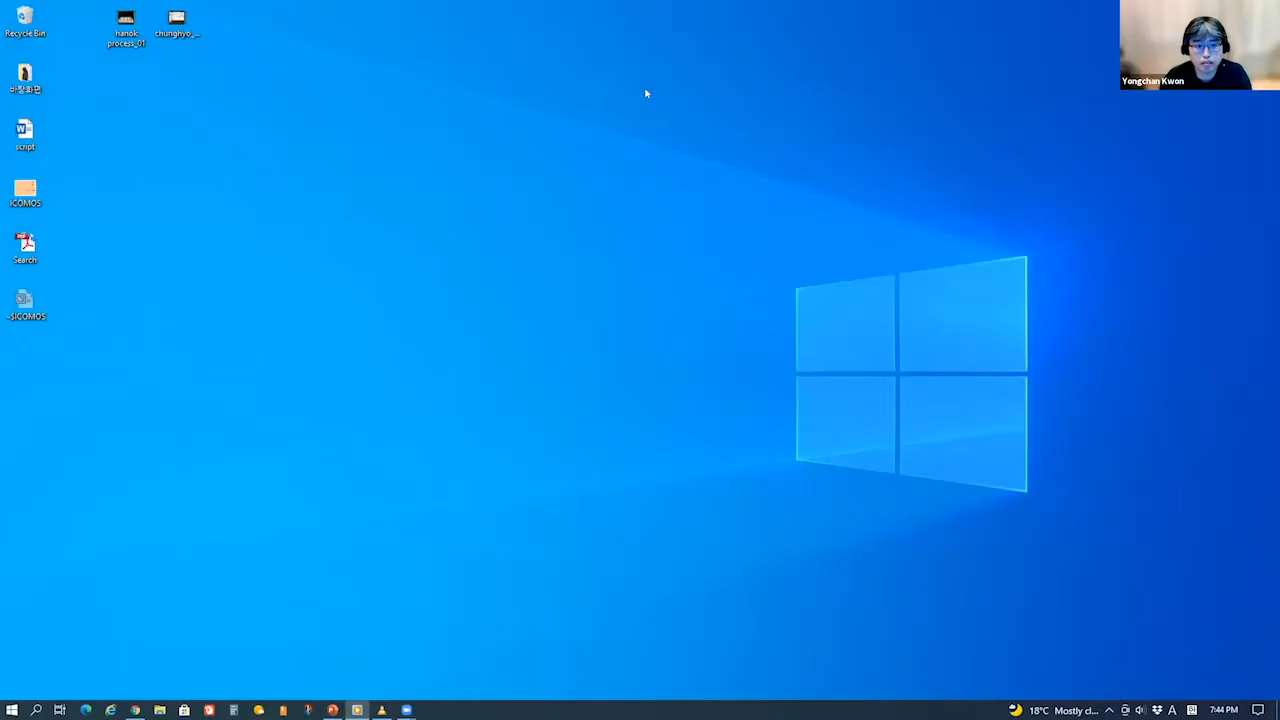 Recycle Bin
hanok
process_01
chunghyo_...
바탕화면
script
ICOMOS
Search
~$ICOMOS
Yongchan Kwon
18°C Mostly cl...
A
7:44 PM